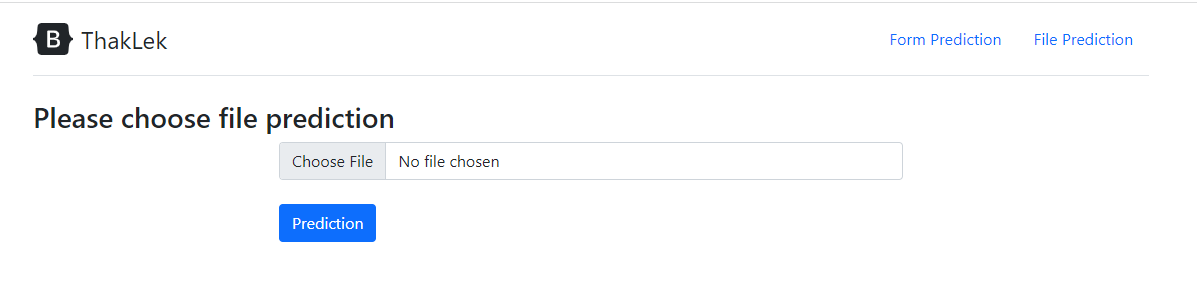 B ThakLek Form Prediction File Prediction
Please choose file prediction
Choose File No file chosen
Prediction